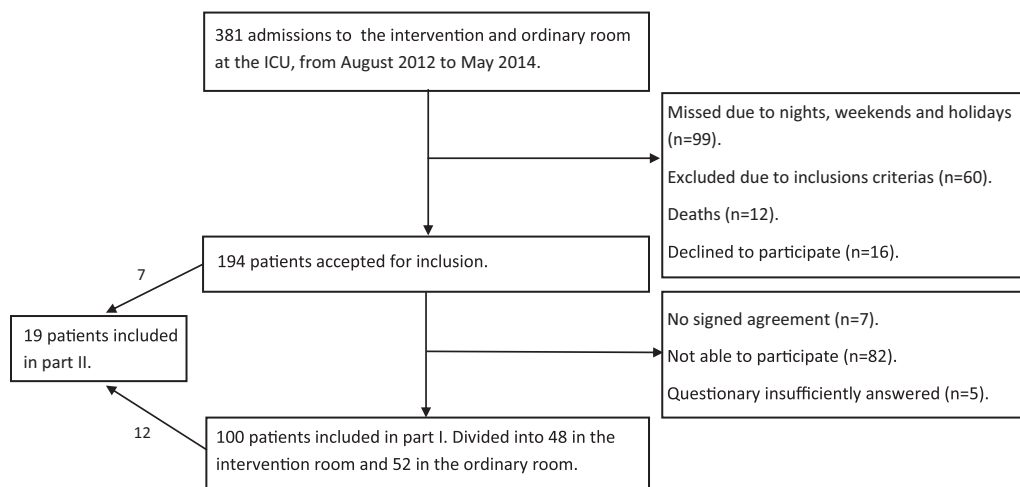 381 admissions to the intervention and ordinary room
at the ICU, from August 2012 to May 2014.
Missed due to nights, weekends and holidays
(n=99).
Excluded due to inclusions criterias (n=60).
Deaths (n=12).
Declined to participate (n=16).
194 patients accepted for inclusion.
7
No signed agreement (n=7).
Not able to participate (n=82).
Questionary insufficiently answered (n=5).
19 patients included
in part II.
12
100 patients included in part I. Divided into 48 in the
intervention room and 52 in the ordinary room.